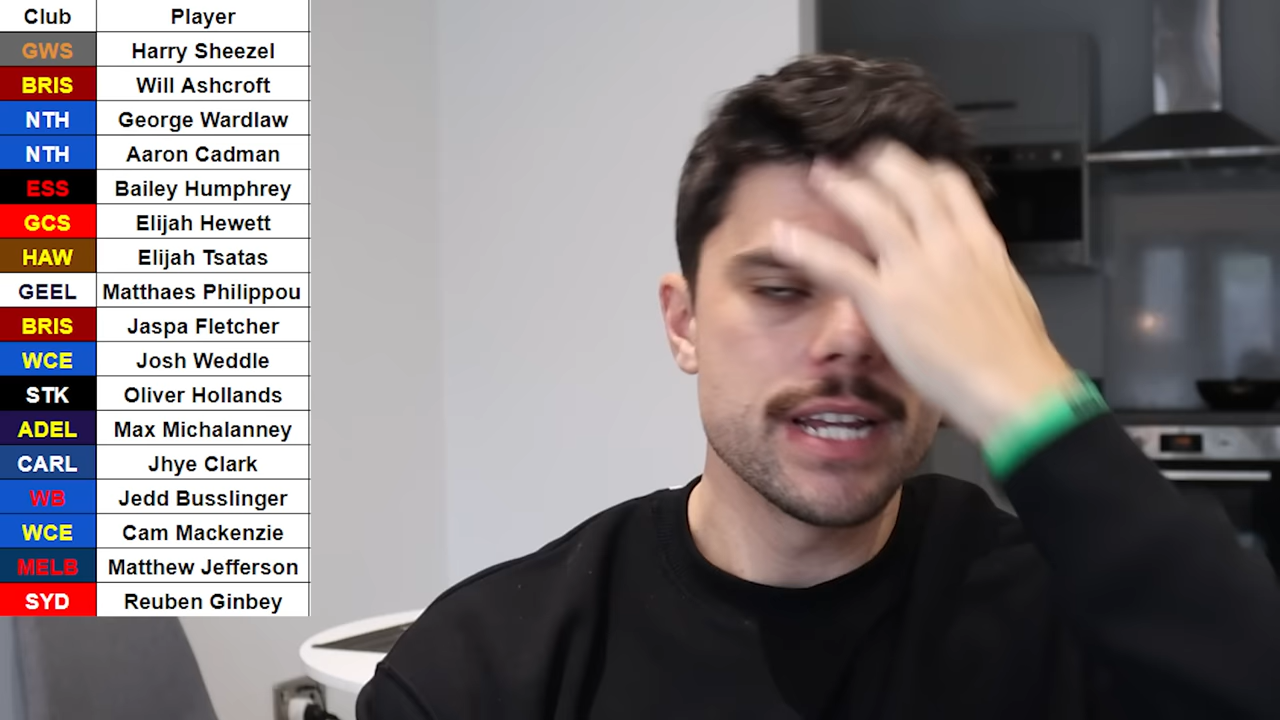 Club Player
GWS Harry Sheezel
BRIS Will Ashcroft
NTH George Wardlaw
NTH Aaron Cadman
ESS Bailey Humphrey
GCS Elijah Hewett
HAW Elijah Tsatas
GEEL Matthaes Philippou
BRIS Jaspa Fletcher
WCE Josh Weddle
STK Oliver Hollands
ADEL Max Michalanney
CARL Jhye Clark
WB Jedd Busslinger
WCE Cam Mackenzie
MELB Matthew Jefferson
SYD Reuben Ginbey